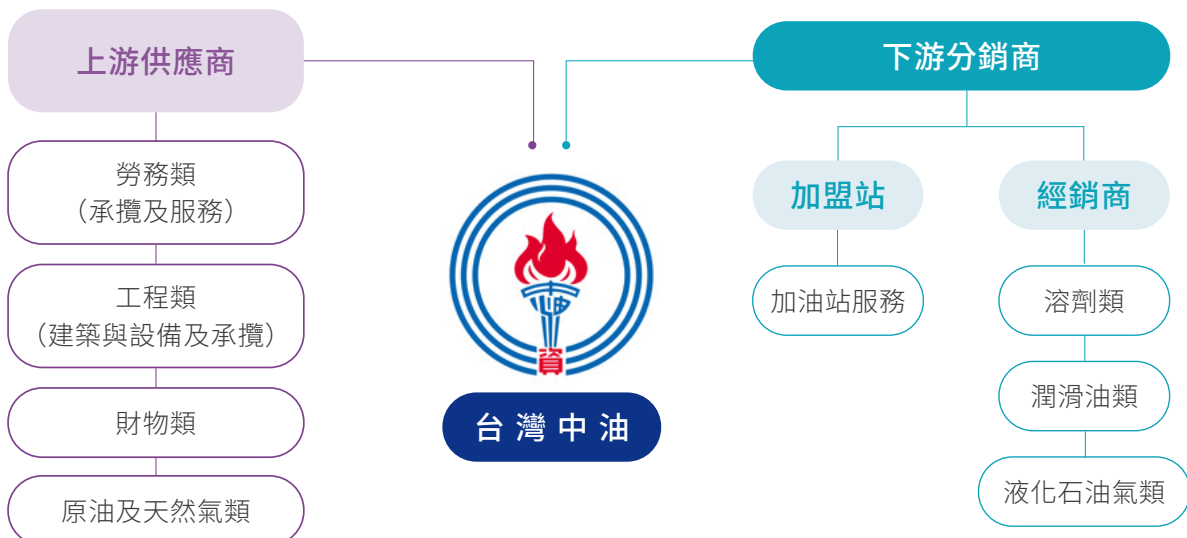 上游供應商
勞務類
（承攬及服務）
工程類
（建築與設備及承攬）
財物類
原油及天然氣類
中油
資
台灣中油
下游分銷商
加盟站
加油站服務
經銷商
溶劑類
潤滑油類
液化石油氣類